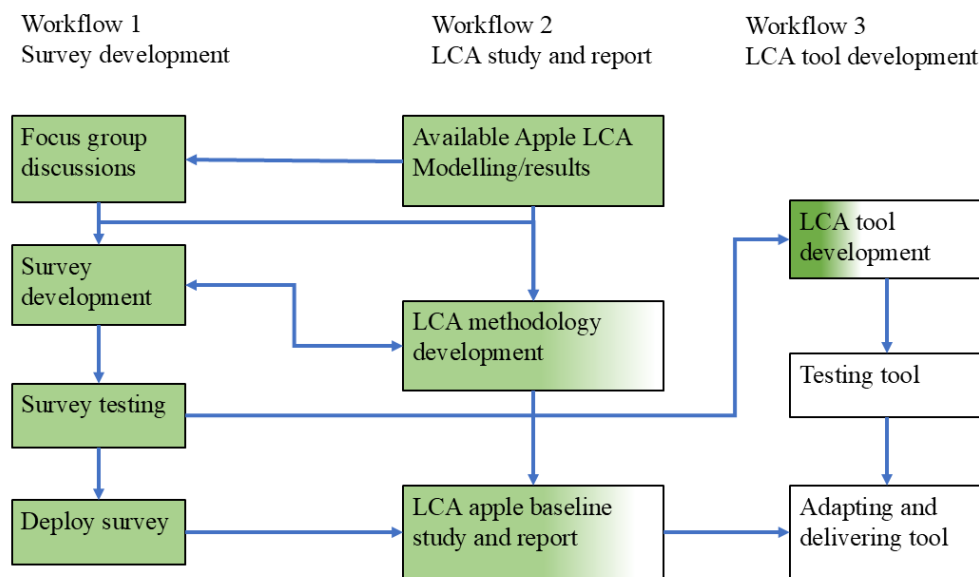 Workflow 1
Survey development
Workflow 2
LCA study and report
Workflow 3
LCA tool development
Focus group
discussions
Available Apple LCA
Modelling/results
LCA tool
development
Survey
development
LCA methodology
development
Testing tool
Survey testing
Deploy survey
LCA apple baseline
study and report
Adapting and
delivering tool